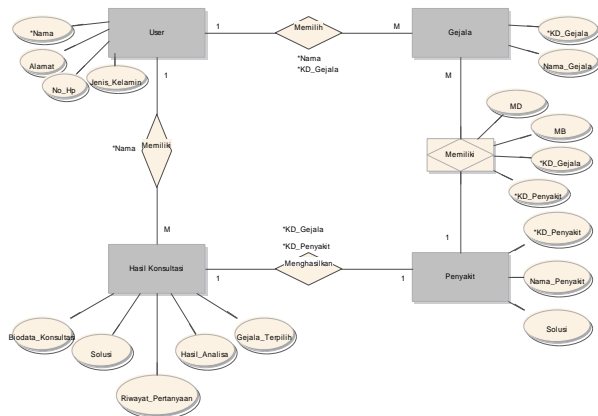 User
1
Memilih
M
Gejala
*Nama
*KD_Gejala
*Nama
Alamat
No_Hp
Jenis_Kelamin
*KD_Gejala
Nama_Gejala
1
M
*Nama
Memiliki
MD
MB
Memiliki
*KD_Gejala
*KD_Penyakit
M
1
*KD_Gejala
*KD_Penyakit
Menghasilkan
Hasil Konsultasi
1
1
Penyakit
*KD_Penyakit
Nama_Penyakit
Solusi
Biodata_Konsultasi
Solusi
Hasil_Analisa
Gejala_Terpilih
Riwayat_Pertanyaan